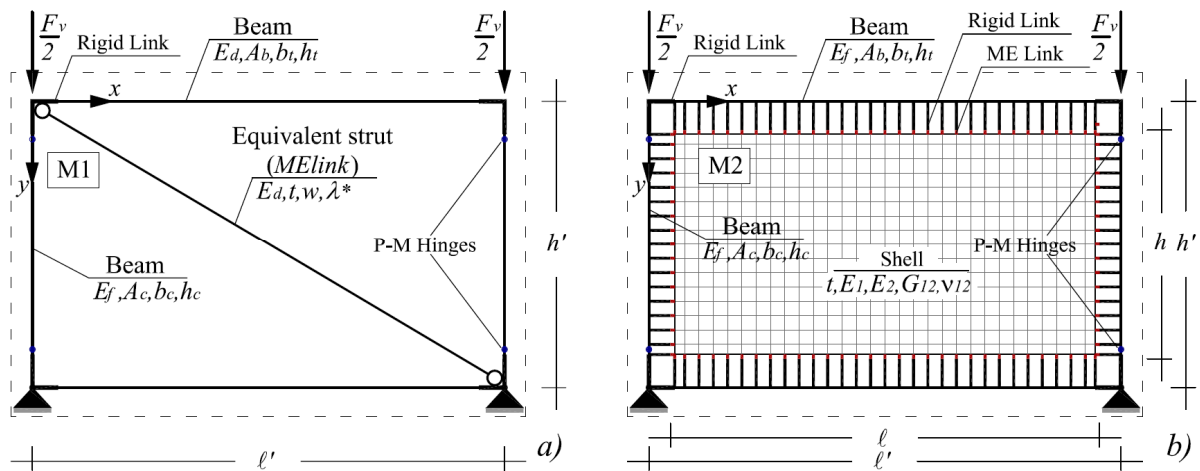 F_v
2
F_v
2
Rigid Link
Beam
E_d, A_b, b_t, h_t
x
y
M1
Equivalent strut
(MElink)
E_d, t, w, λ*
P-M Hinges
Beam
E_f, A_c, b_c, h_c
h'
ℓ'
a)
F_v
2
F_v
2
Rigid Link
Beam
E_f, A_b, b_t, h_t
Rigid Link
ME Link
x
y
M2
P-M Hinges
Beam
E_f, A_c, b_c, h_c
Shell
t, E_1, E_2, G_12, ν_12
h
h'
ℓ
ℓ'
b)